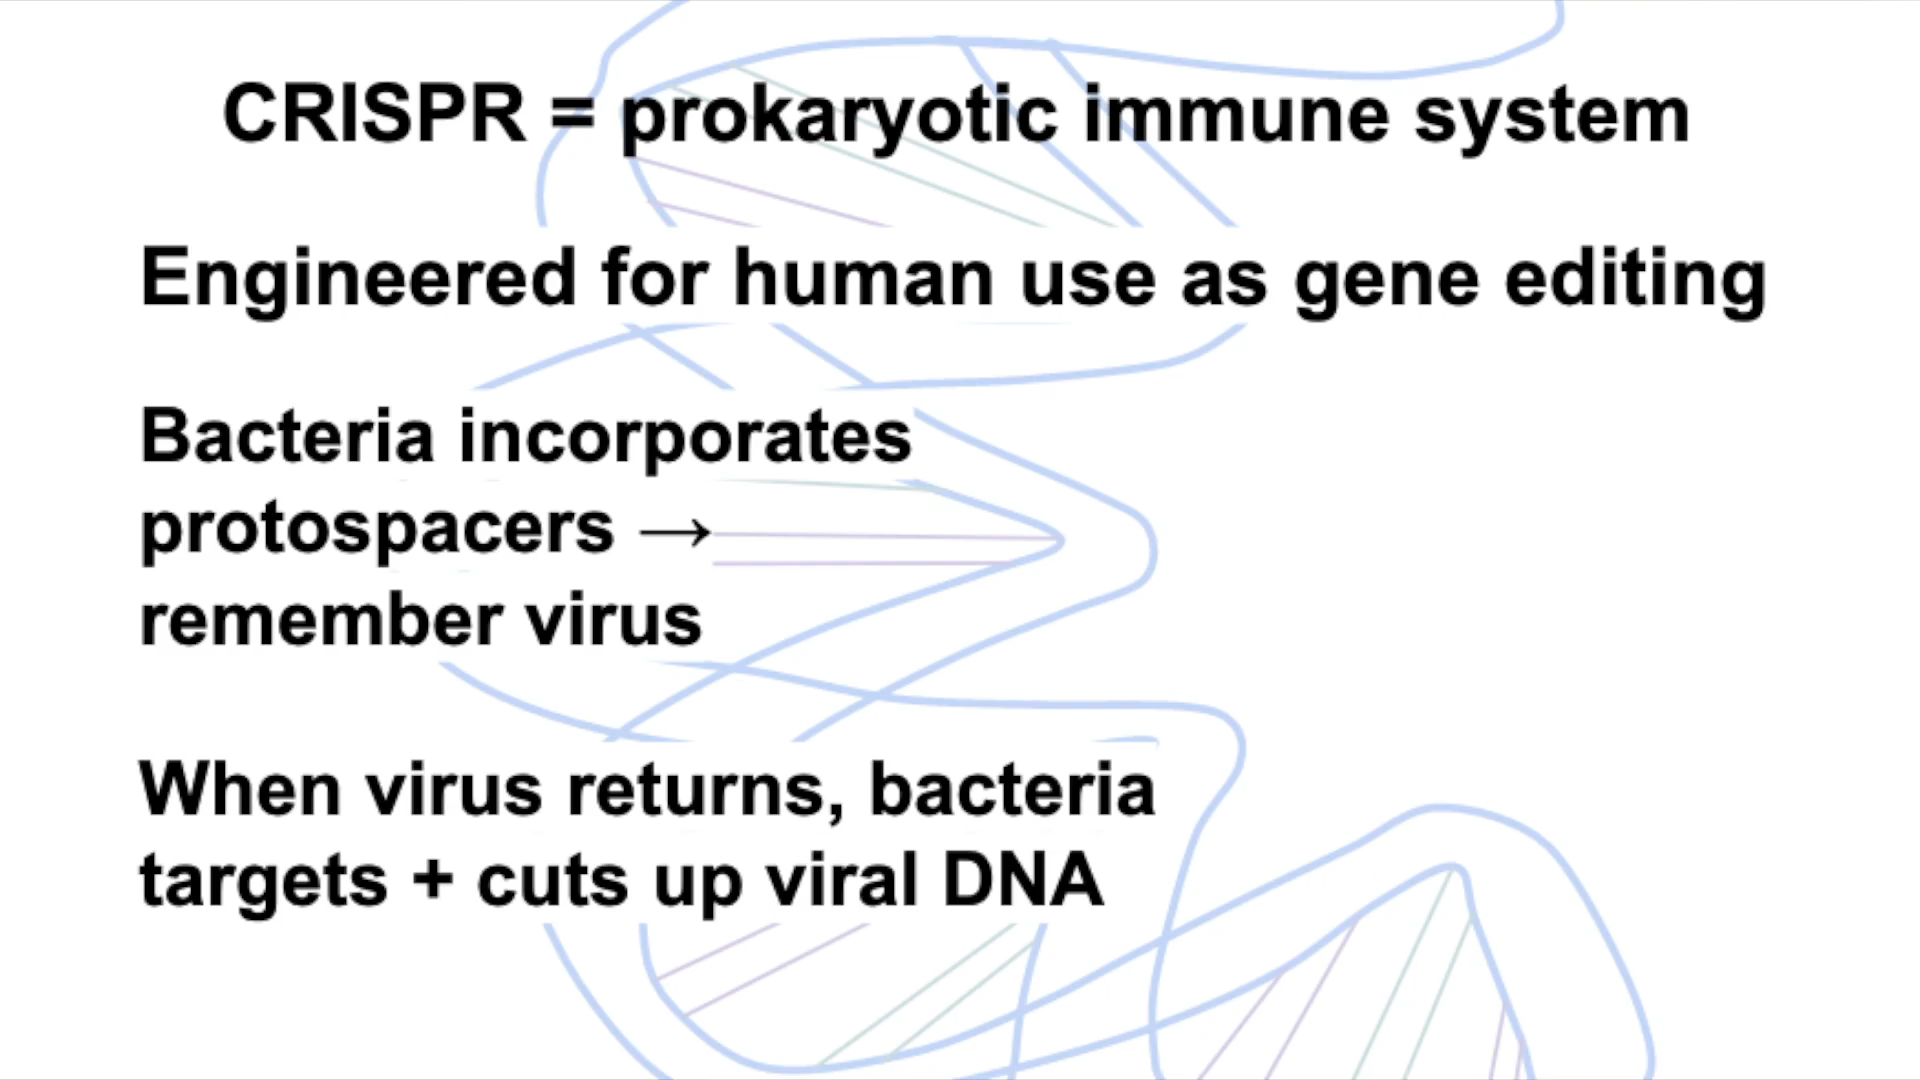 CRISPR = prokaryotic immune system
Engineered for human use as gene editing
Bacteria incorporates
protospacers →
remember virus
When virus returns, bacteria
targets + cuts up viral DNA